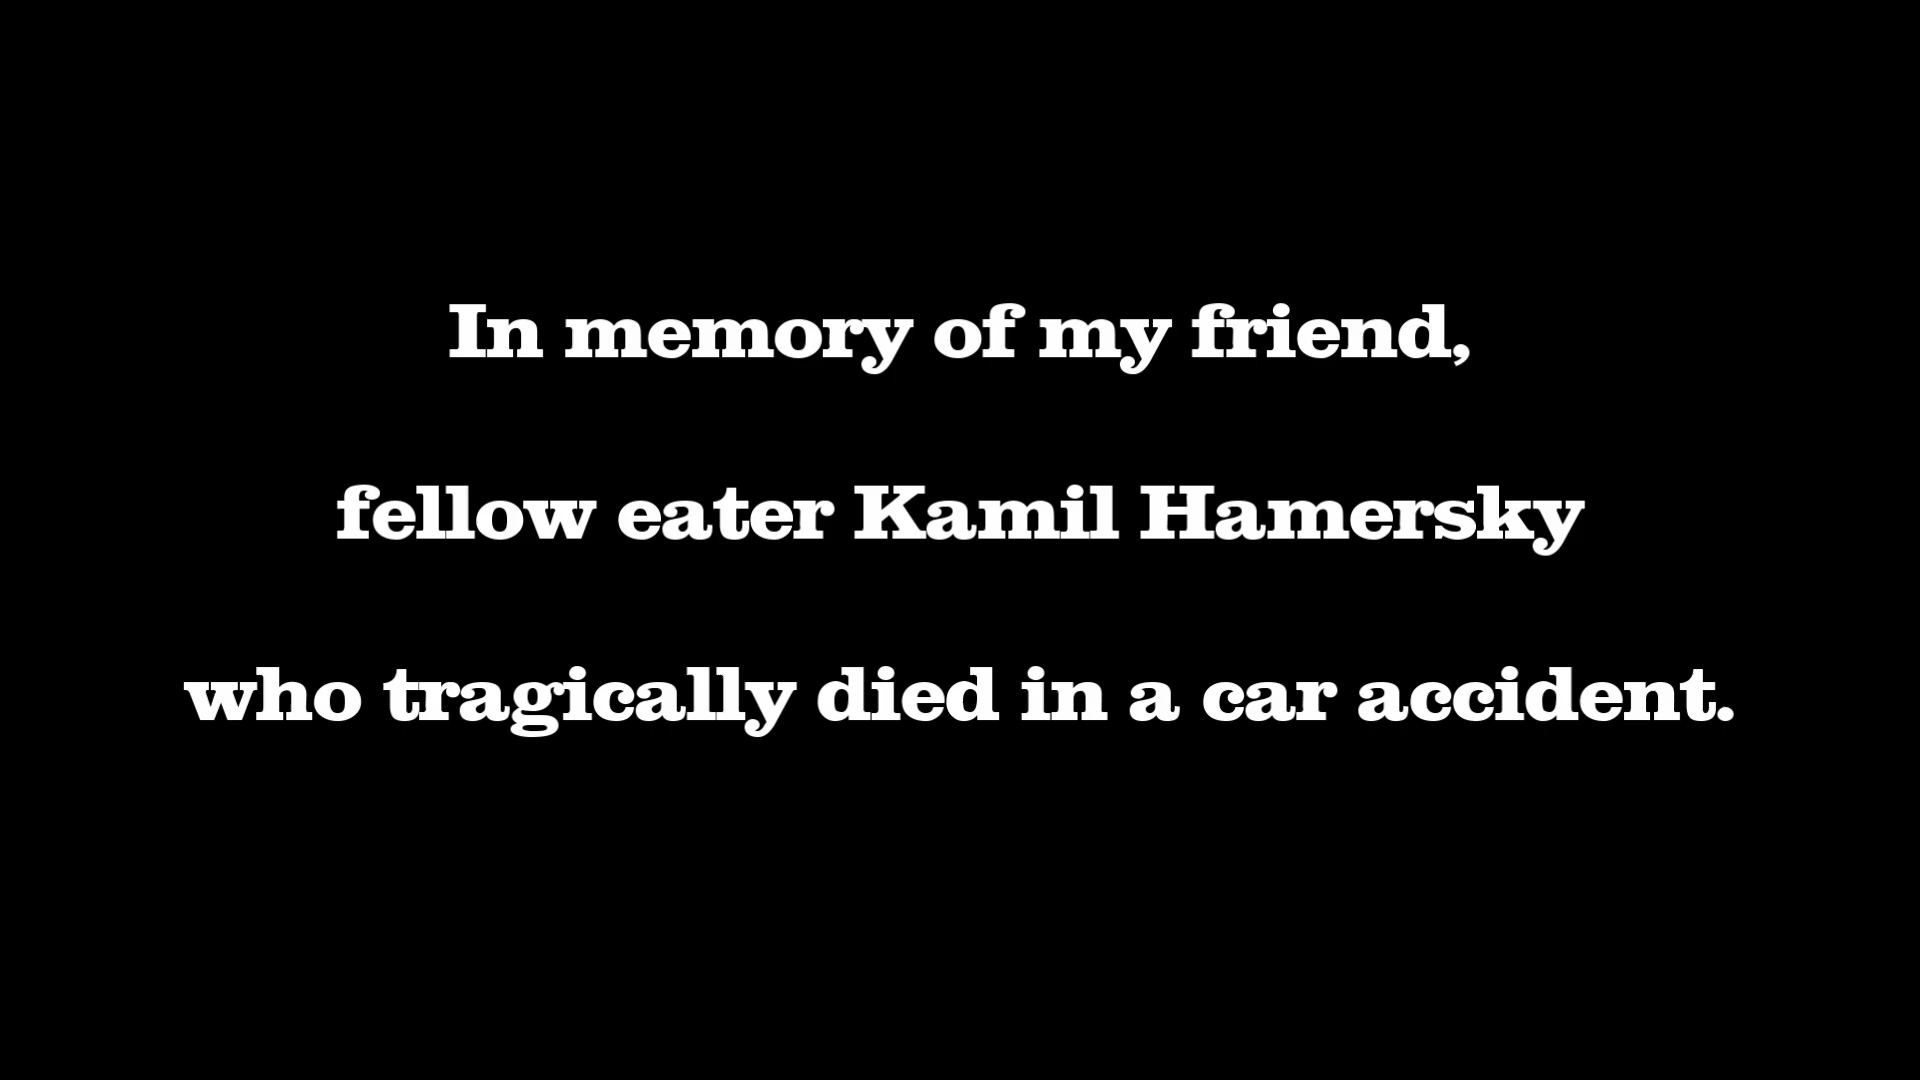 In memory of my friend,
fellow eater Kamil Hamersky
who tragically died in a car accident.